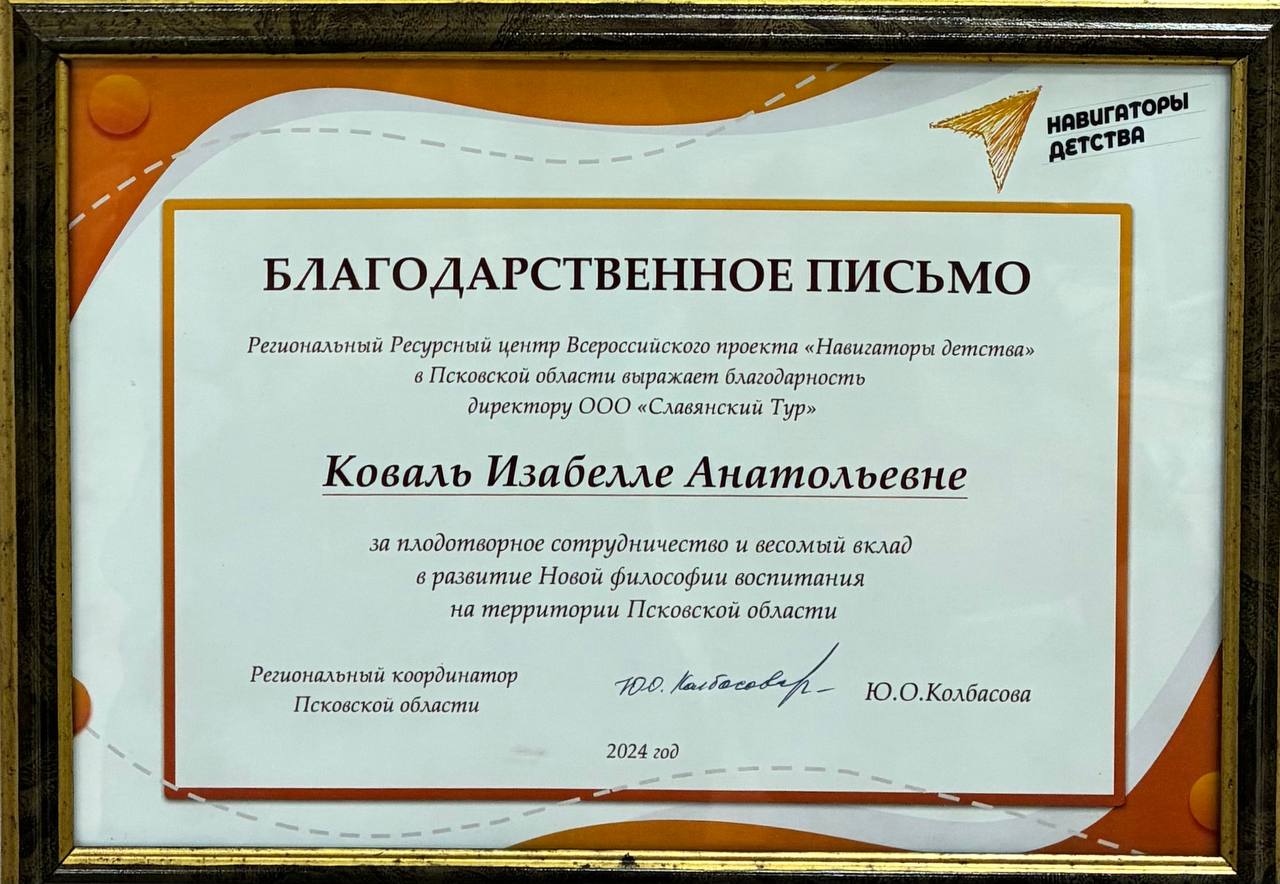 НАВИГАТОРЫ
ДЕТСТВА
БЛАГОДАРСТВЕННОЕ ПИСЬМО
Региональный Ресурсный центр Всероссийского проекта «Навигаторы детства»
в Псковской области выражает благодарность
директору ООО «Славянский Тур»
Коваль Изабелле Анатольевне
за плодотворное сотрудничество и весомый вклад
в развитие Новой философии воспитания
на территории Псковской области
Региональный координатор
Псковской области
Ю.О. Колбасова
Ю.О.Колбасова
2024 год